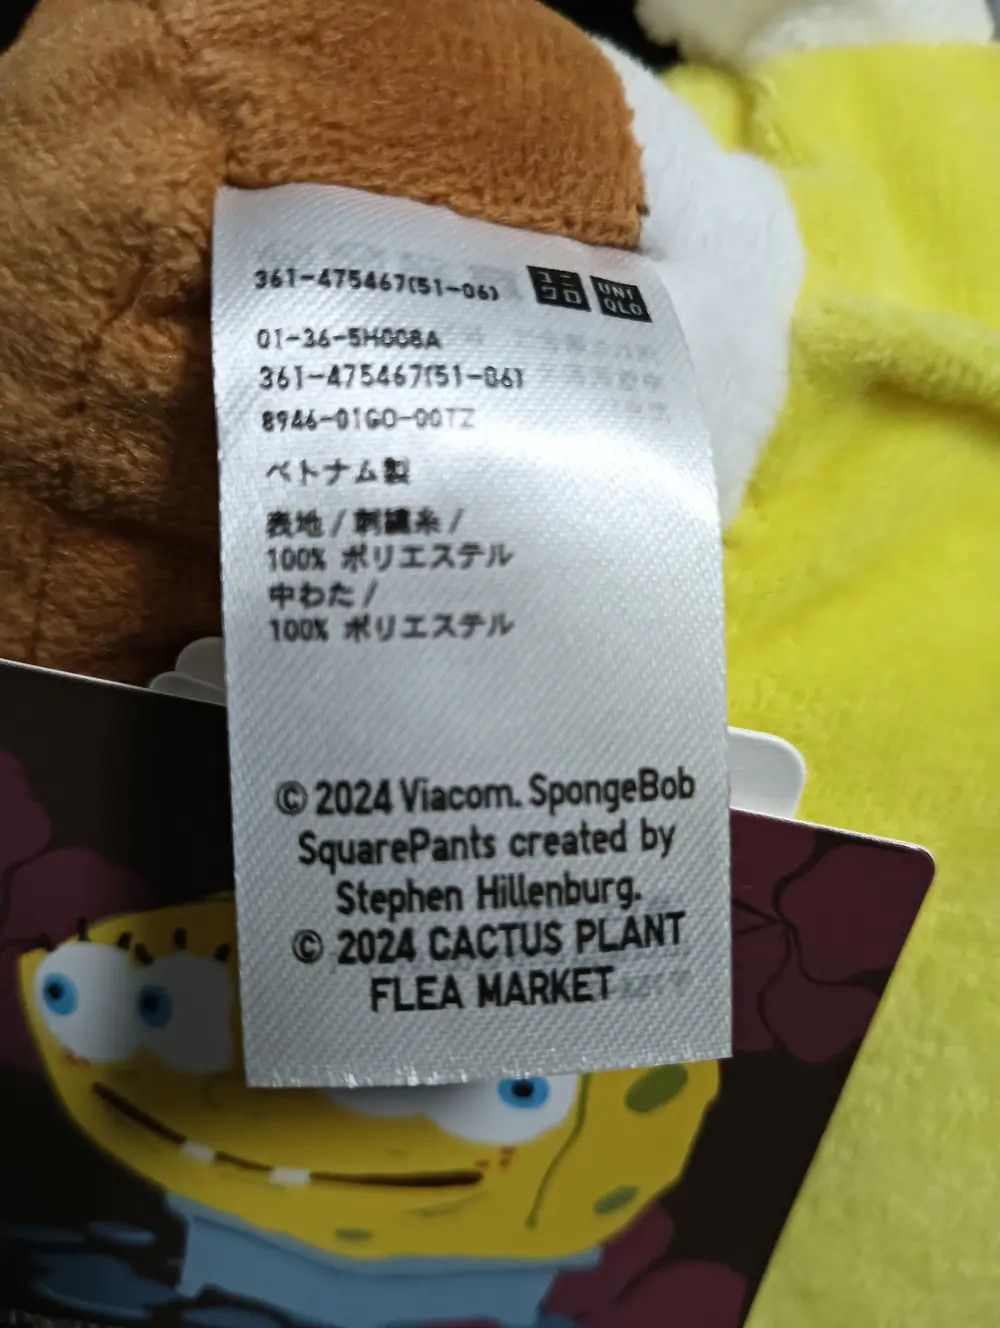 361-475467(51-06) ユニクロ UNIQLO
01-36-5H008A
361-475467(51-06)
8946-01GO-00TZ
ベトナム製
表地 / 刺繍糸 /
100% ポリエステル
中わた /
100% ポリエステル
© 2024 Viacom. SpongeBob
SquarePants created by
Stephen Hillenburg.
© 2024 CACTUS PLANT
FLEA MARKET